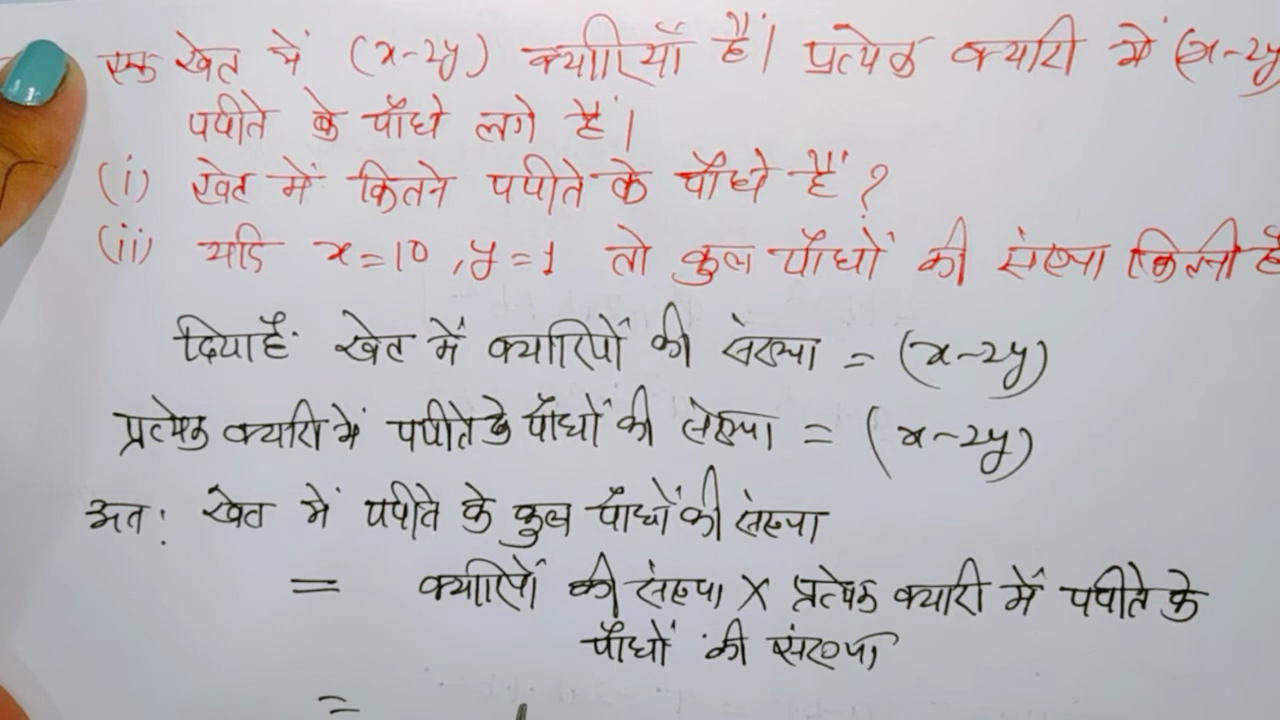 एक खेत में (x-2y) क्यारियाँ हैं। प्रत्येक क्यारी में (x-2y
पपीते के पौधे लगे हैं।
(i) खेत में कितने पपीते के पौधे हैं ?
(ii) यदि x=10, y=1 तो कुल पौधों की संख्या कितनी है
दिया है खेत में क्यारियों की संख्या = (x-2y)
प्रत्येक क्यारी में पपीते के पौधों की संख्या = (x-2y)
अत: खेत में पपीते के कुल पौधों की संख्या
= क्यारियों की संख्या X प्रत्येक क्यारी में पपीते के
पौधों की संख्या
=